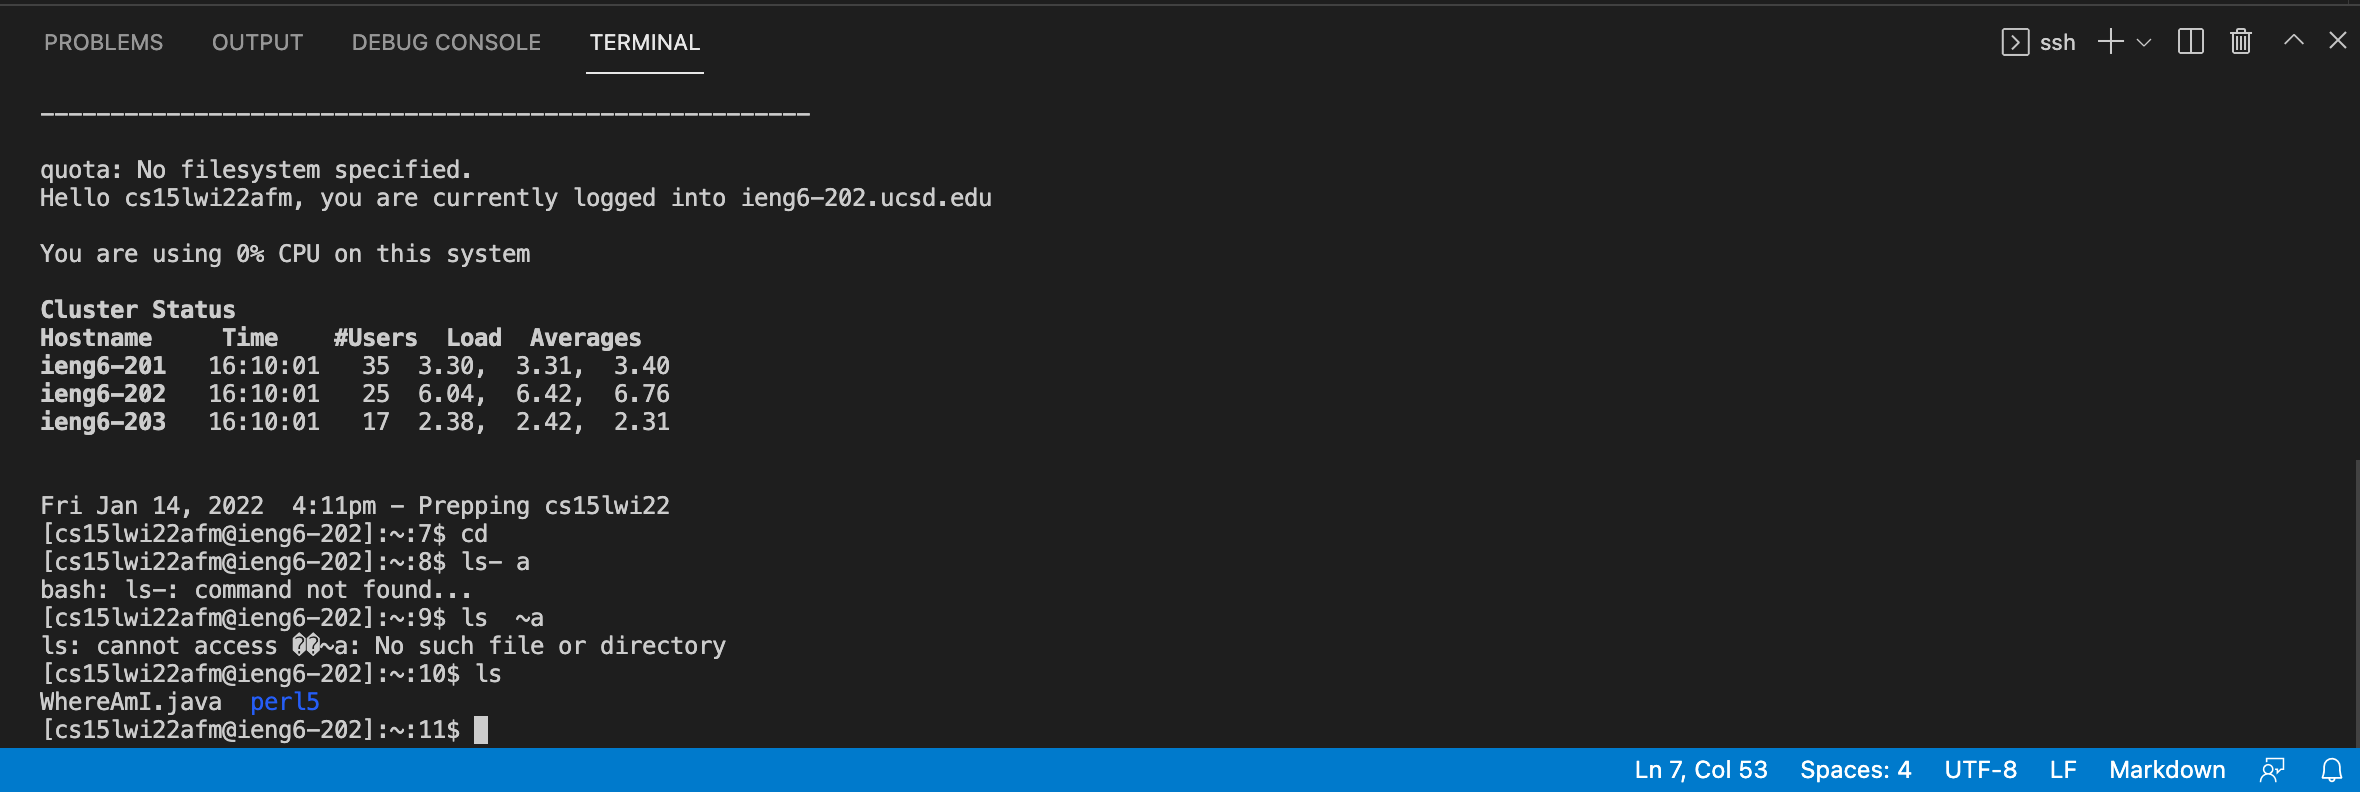 PROBLEMS OUTPUT DEBUG CONSOLE TERMINAL ssh
-------------------------------------------------------
quota: No filesystem specified.
Hello cs15lwi22afm, you are currently logged into ieng6-202.ucsd.edu
You are using 0% CPU on this system
Cluster Status
Hostname Time #Users Load Averages
ieng6-201 16:10:01 35 3.30, 3.31, 3.40
ieng6-202 16:10:01 25 6.04, 6.42, 6.76
ieng6-203 16:10:01 17 2.38, 2.42, 2.31
Fri Jan 14, 2022 4:11pm - Prepping cs15lwi22
[cs15lwi22afm@ieng6-202]:~:7$ cd
[cs15lwi22afm@ieng6-202]:~:8$ ls- a
bash: ls-: command not found...
[cs15lwi22afm@ieng6-202]:~:9$ ls  ~a
ls: cannot access ��~a: No such file or directory
[cs15lwi22afm@ieng6-202]:~:10$ ls
WhereAmI.java perl5
[cs15lwi22afm@ieng6-202]:~:11$
Ln 7, Col 53 Spaces: 4 UTF-8 LF Markdown